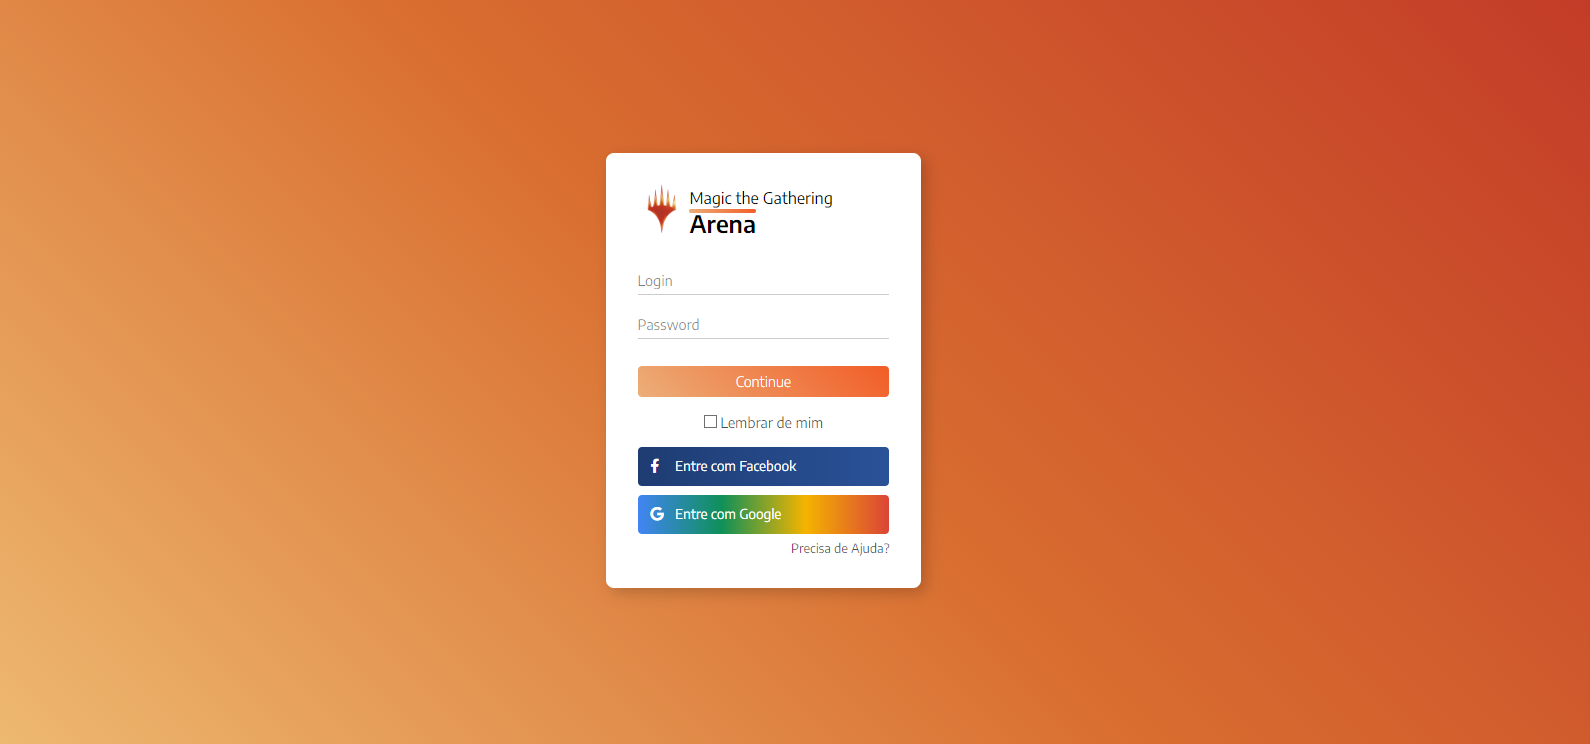 Magic the Gathering
Arena
Login
Password
Continue
Lembrar de mim
Entre com Facebook
Entre com Google
Precisa de Ajuda?